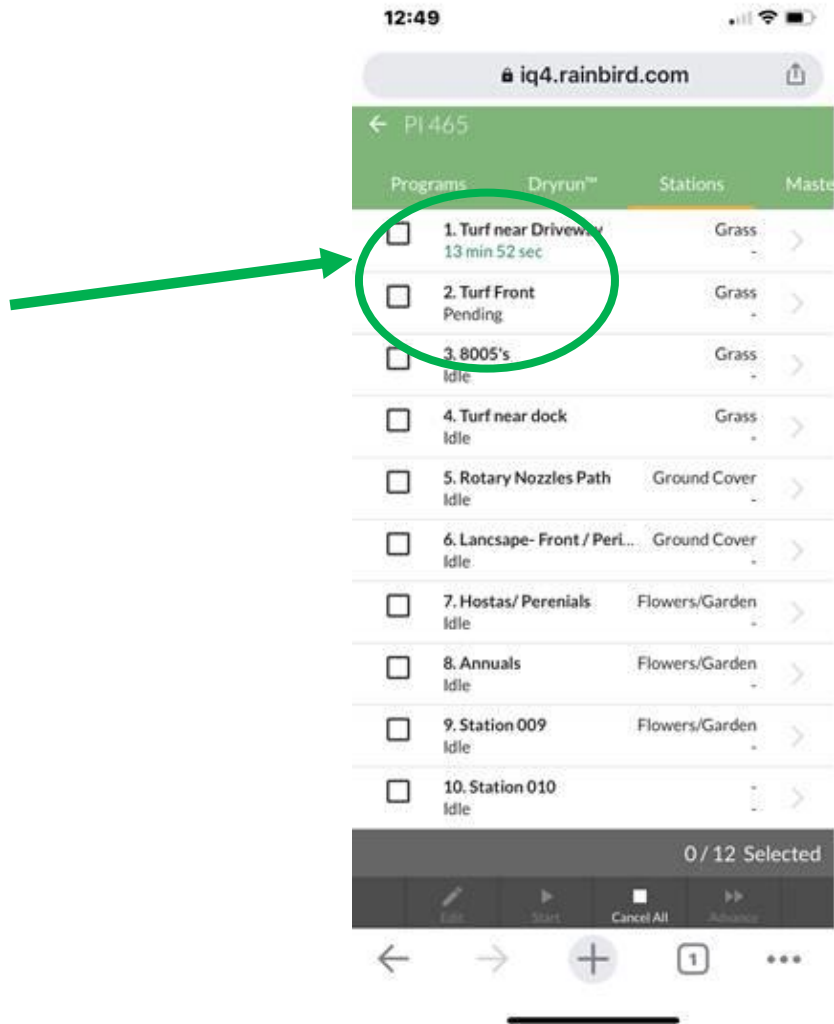 12:49
iq4.rainbird.com
PI 465
Programs Dryrun™ Stations Maste
1. Turf near Driveway Grass
13 min 52 sec -
2. Turf Front Grass
Pending -
3. 8005's Grass
Idle -
4. Turf near dock Grass
Idle -
5. Rotary Nozzles Path Ground Cover
Idle -
6. Lancsape- Front / Peri... Ground Cover
Idle -
7. Hostas/ Perenials Flowers/Garden
Idle -
8. Annuals Flowers/Garden
Idle -
9. Station 009 Flowers/Garden
Idle -
10. Station 010 -
Idle -
0 / 12 Selected
Edit Start Cancel All Advance
1